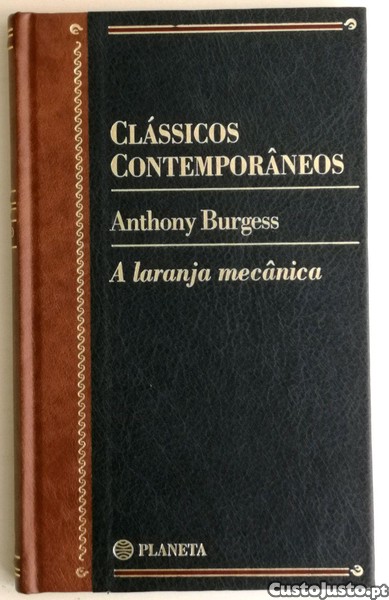 CLÁSSICOS
CONTEMPORÂNEOS
Anthony Burgess
A laranja mecânica
PLANETA
CustoJusto.pt